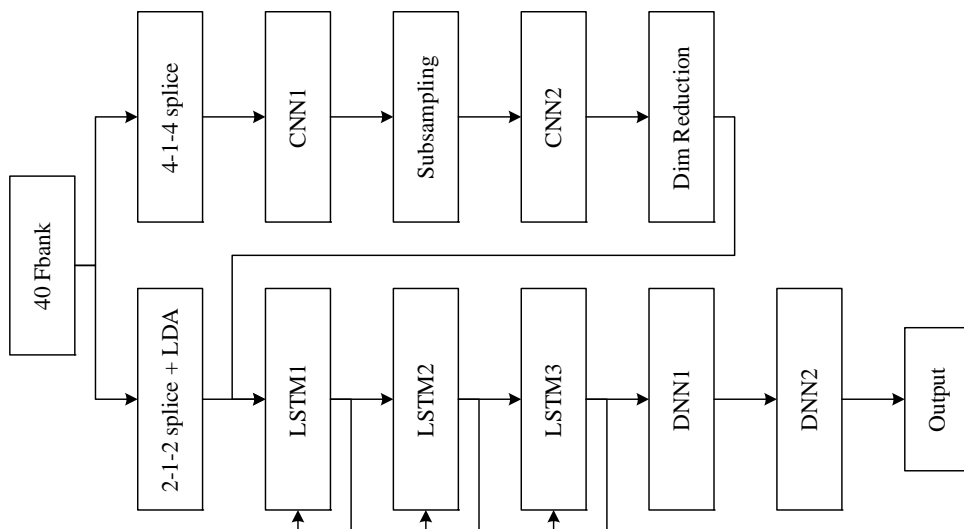 40 Fbank
4-1-4 splice
CNN1
Subsampling
CNN2
Dim Reduction
2-1-2 splice + LDA
LSTM1
LSTM2
LSTM3
DNN1
DNN2
Output